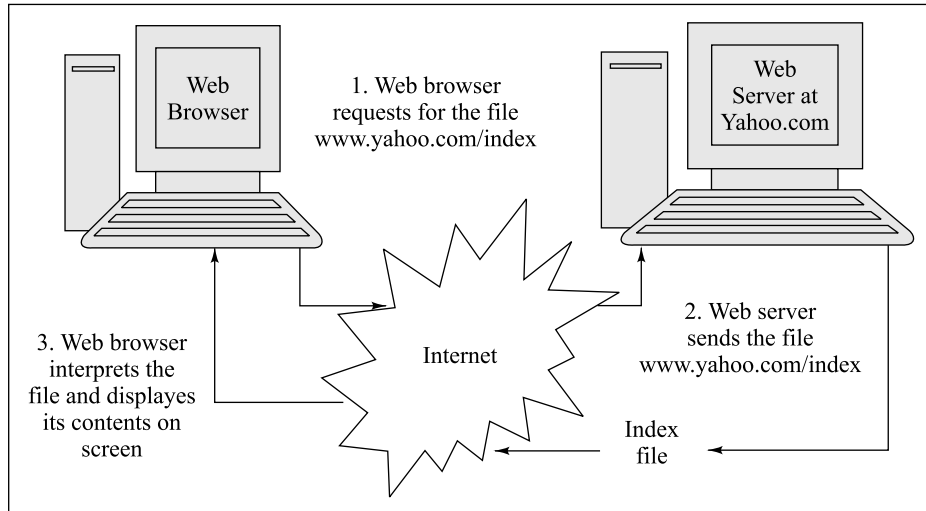 Web
Browser
1. Web browser
requests for the file
www.yahoo.com/index
Web
Server at
Yahoo.com
3. Web browser
interprets the
file and displayes
its contents on
screen
Internet
2. Web server
sends the file
www.yahoo.com/index
Index
file